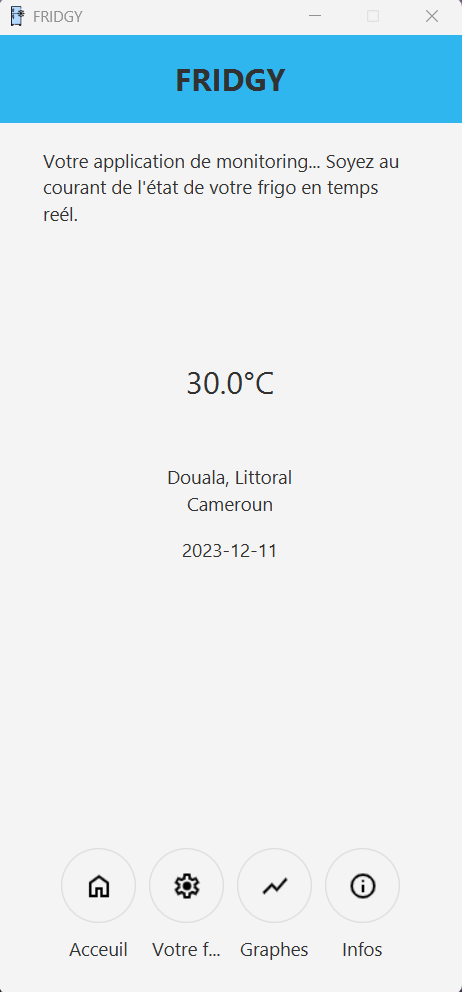 FRIDGY
FRIDGY
Votre application de monitoring... Soyez au
courant de l'état de votre frigo en temps
reél.
30.0°C
Douala, Littoral
Cameroun
2023-12-11
Acceuil Votre f... Graphes Infos